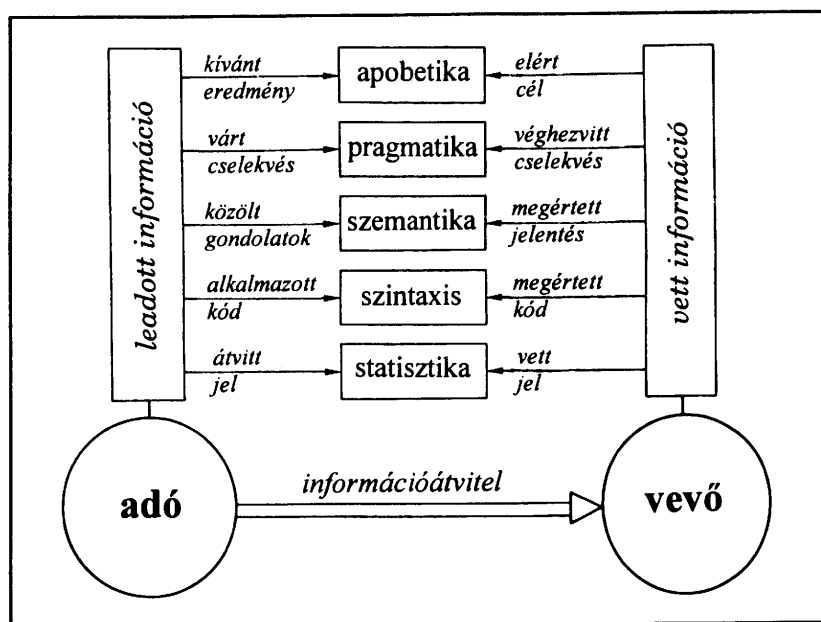 kívánt
eredmény
apobetika
elért
cél
várt
cselekvés
pragmatika
véghezvitt
cselekvés
közölt
gondolatok
szemantika
megértett
jelentés
alkalmazott
kód
szintaxis
megértett
kód
átvitt
jel
statisztika
vett
jel
leadott információ
vett információ
adó
információátvitel
vevő